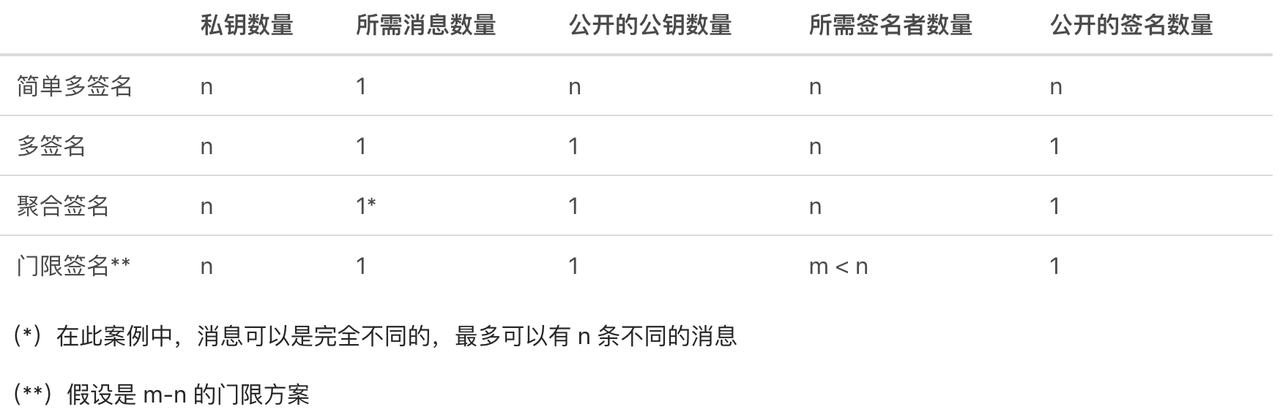 私钥数量 所需消息数量 公开的公钥数量 所需签名者数量 公开的签名数量
简单多签名 n 1 n n n
多签名 n 1 1 n 1
聚合签名 n 1* 1 n 1
门限签名** n 1 1 m < n 1
(*）在此案例中，消息可以是完全不同的，最多可以有 n 条不同的消息
(**）假设是 m-n 的门限方案